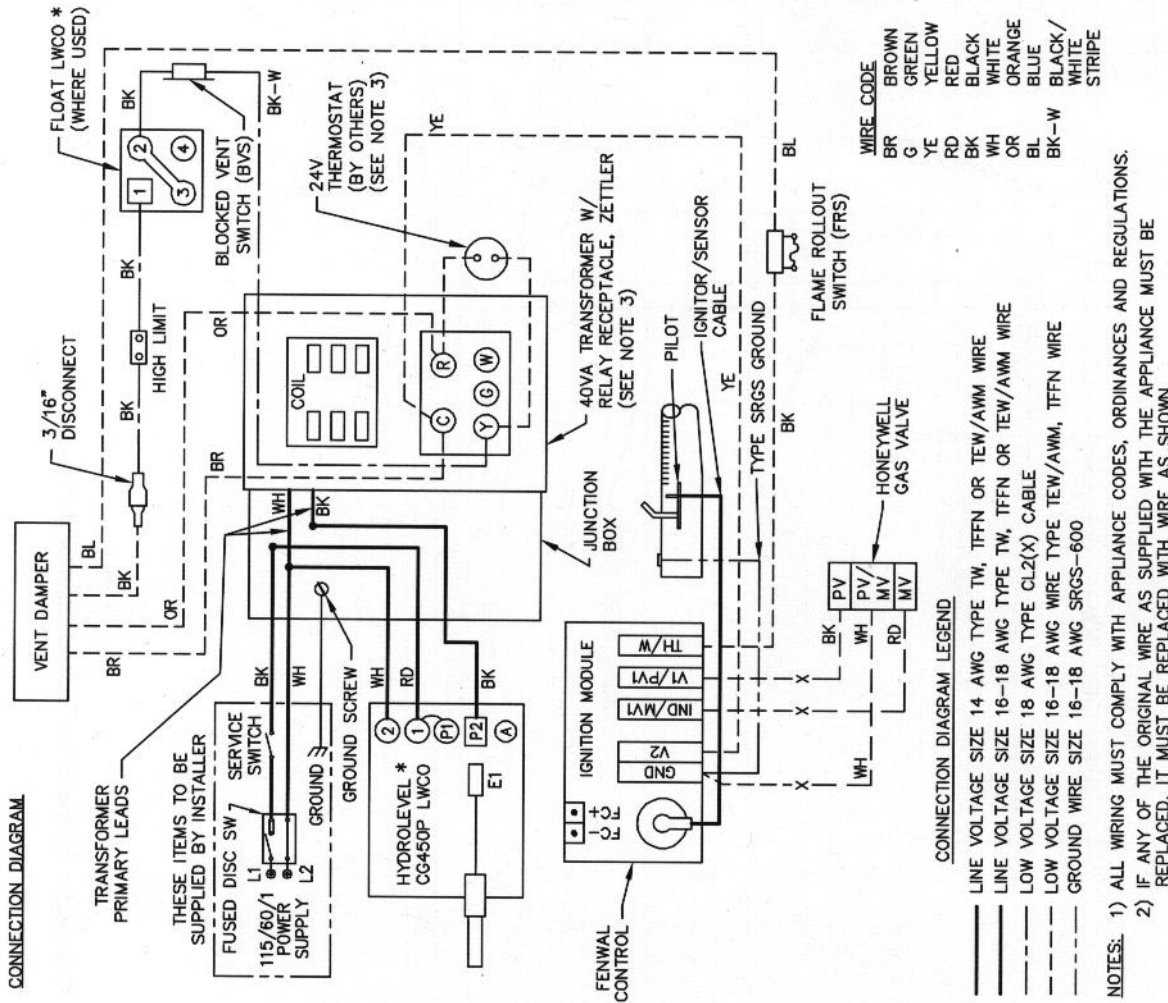 CONNECTION DIAGRAM
VENT DAMPER
3/16"
DISCONNECT
FLOAT LWCO *
(WHERE USED)
BL
BK
OR
BR
BK
HIGH LIMIT
BK
1
2
3
4
BK
BLOCKED VENT
SWITCH (BVS)
BK-W
BR
OR
TRANSFORMER
PRIMARY LEADS
THESE ITEMS TO BE
SUPPLIED BY INSTALLER
FUSED DISC SW
SERVICE
SWITCH
L1
115/60/1
POWER
SUPPLY
L2
GROUND
BK
WH
GROUND SCREW
WH
BK
COIL
C
R
Y
G
W
24V
THERMOSTAT
(BY OTHERS)
(SEE NOTE 3)
YE
40VA TRANSFORMER W/
RELAY RECEPTACLE, ZETTLER
(SEE NOTE 3)
JUNCTION
BOX
HYDROLEVEL *
CG450P LWCO
WH
RD
BK
2
1
P1
P2
A
E1
FENWAL
CONTROL
IGNITION MODULE
FC-
FC+
GND
V2
IND/MV1
V1/PV1
TH/W
PILOT
IGNITOR/SENSOR
CABLE
YE
TYPE SRGS GROUND
BK
BL
FLAME ROLLOUT
SWITCH (FRS)
HONEYWELL
GAS VALVE
PV
PV/
MV
MV
BK
WH
RD
WH
X
X
X
WIRE CODE
BR BROWN
G GREEN
YE YELLOW
RD RED
BK BLACK
WH WHITE
OR ORANGE
BL BLUE
BK-W BLACK/
WHITE
STRIPE
CONNECTION DIAGRAM LEGEND
LINE VOLTAGE SIZE 14 AWG TYPE TW, TFFN OR TEW/AWM WIRE
LINE VOLTAGE SIZE 16-18 AWG TYPE TW, TFFN OR TEW/AWM WIRE
LOW VOLTAGE SIZE 18 AWG TYPE CL2(X) CABLE
LOW VOLTAGE SIZE 16-18 AWG WIRE TYPE TEW/AWM, TFFN WIRE
GROUND WIRE SIZE 16-18 AWG SRGS-600
NOTES: 1) ALL WIRING MUST COMPLY WITH APPLIANCE CODES, ORDINANCES AND REGULATIONS.
2) IF ANY OF THE ORIGINAL WIRE AS SUPPLIED WITH THE APPLIANCE MUST BE
REPLACED, IT MUST BE REPLACED WITH WIRE AS SHOWN